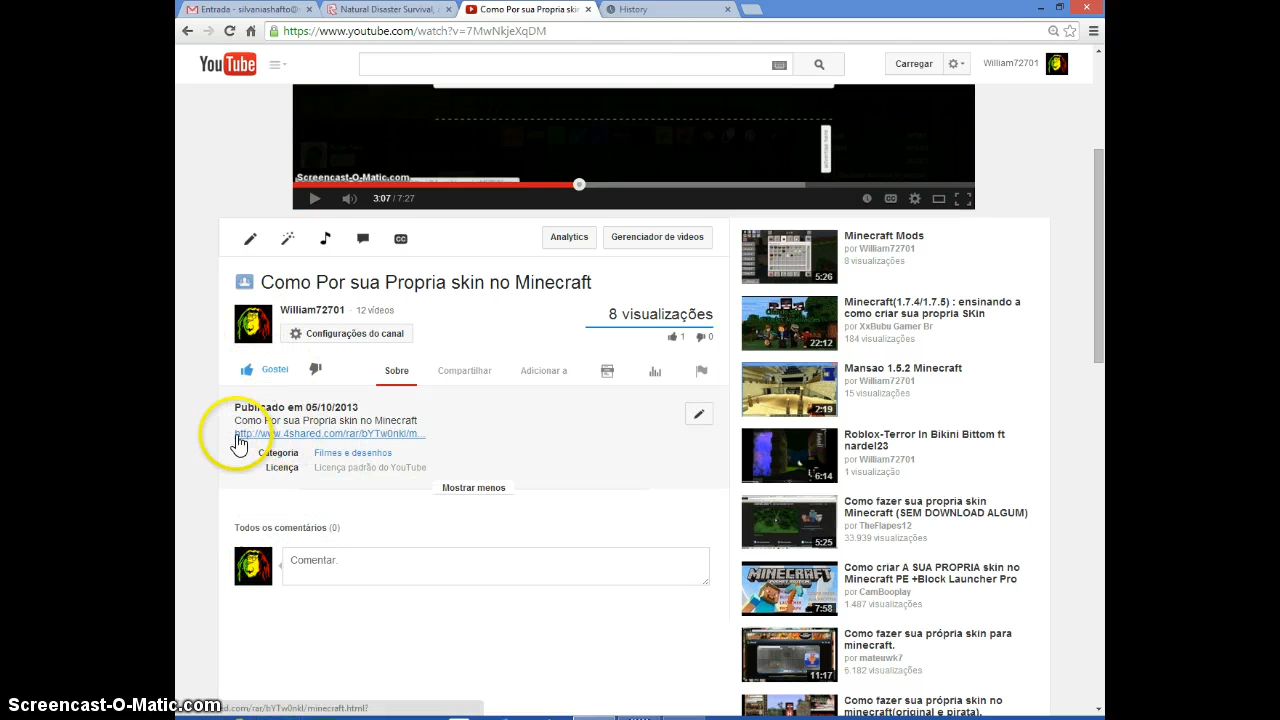 Entrada - silvaniashafto@
Natural Disaster Survival, a
Como Por sua Propria skin
History
https://www.youtube.com/watch?v=7MwNkjeXqDM
YouTube
Carregar
William72701
Screencast-O-Matic.com
3:07 / 7:27
Analytics
Gerenciador de vídeos
Como Por sua Propria skin no Minecraft
William72701 · 12 vídeos
Configurações do canal
8 visualizações
1 0
Gostei
Sobre
Compartilhar
Adicionar a
Publicado em 05/10/2013
Como Por sua Propria skin no Minecraft
http://www.4shared.com/rar/bYTw0nkl/m...
Categoria Filmes e desenhos
Licença Licença padrão do YouTube
Mostrar menos
Todos os comentários (0)
Comentar.
Minecraft Mods
por William72701
8 visualizações
5:26
Minecraft(1.7.4/1.7.5) : ensinando a
como criar sua propria SKin
por XxBubu Gamer Br
184 visualizações
22:12
Mansao 1.5.2 Minecraft
por William72701
15 visualizações
2:19
Roblox-Terror In Bikini Bittom ft
nardel23
por William72701
1 visualização
6:14
Como fazer sua propria skin
Minecraft (SEM DOWNLOAD ALGUM)
por TheFlapes12
33.939 visualizações
5:25
Como criar A SUA PROPRIA skin no
Minecraft PE +Block Launcher Pro
por CamBooplay
1.487 visualizações
MINECRAFT
7:58
Como fazer sua própria skin para
minecraft.
por mateuwk7
6.182 visualizações
11:17
Como fazer sua propria skin no
minecraft(original e pirata).
ed.com/rar/bYTw0nkl/minecraft.html?
Screencast-O-Matic.com